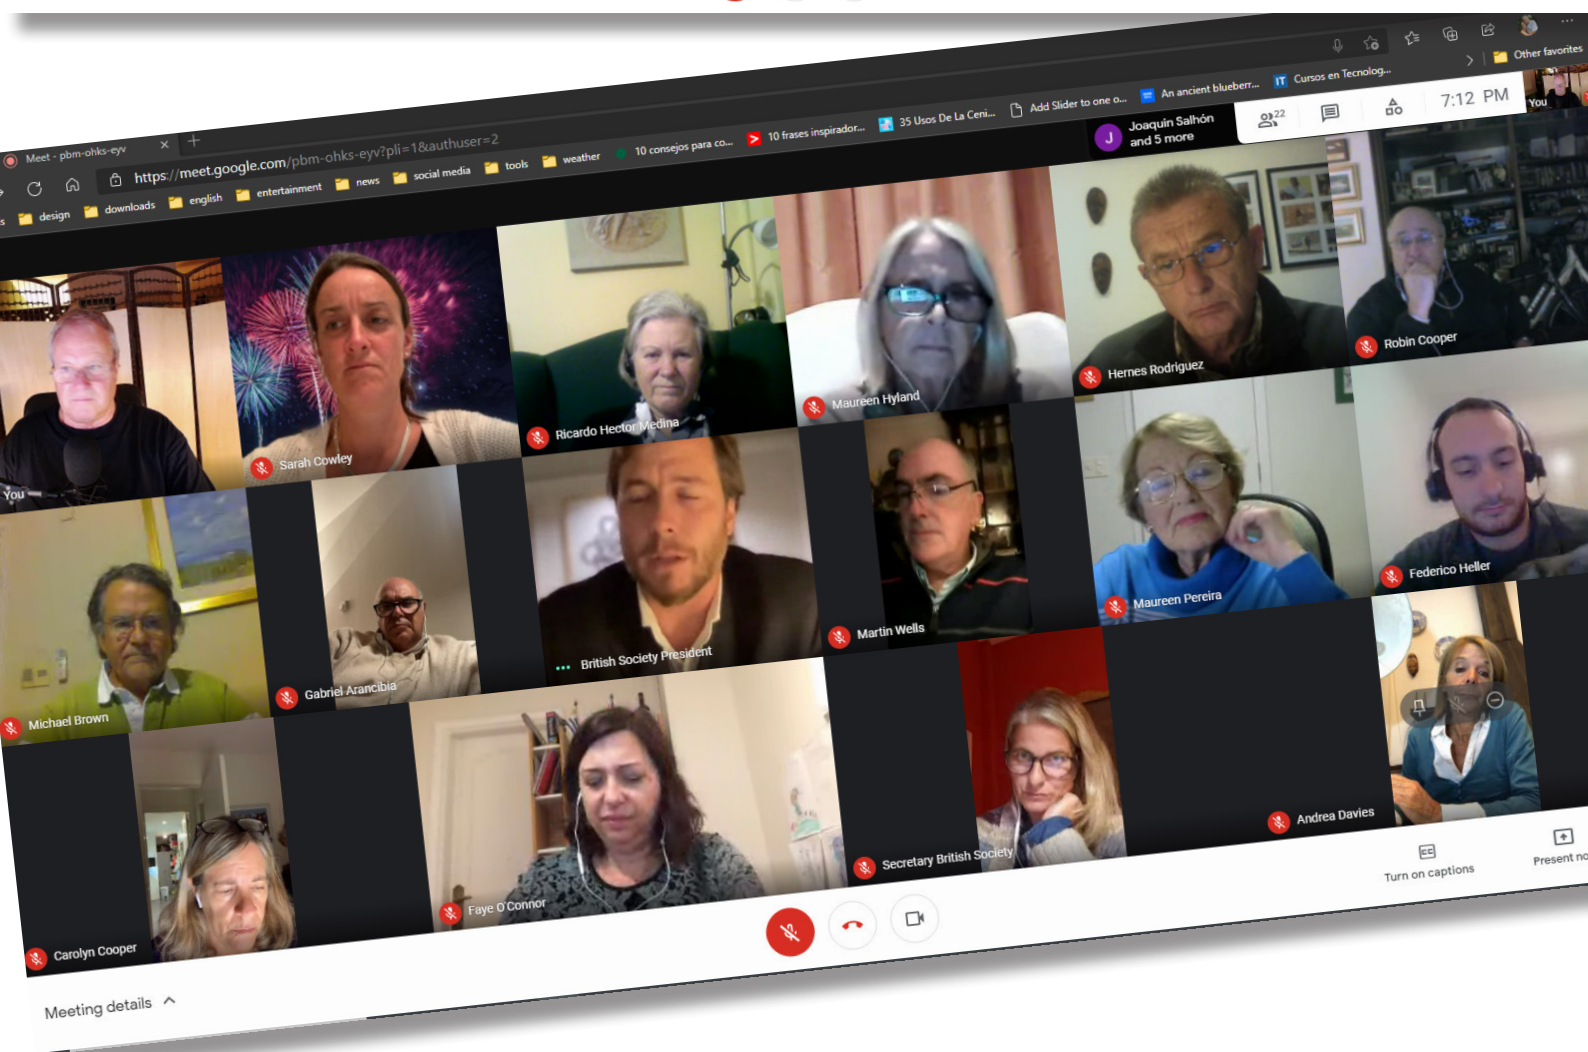 Meet - pbm-ohks-eyv
https://meet.google.com/pbm-ohks-eyv?pli=1&authuser=2
design
downloads
english
entertainment
news
social media
tools
weather
10 consejos para co...
10 frases inspirador...
35 Usos De La Ceni...
Add Slider to one o...
An ancient blueberr...
IT Cursos en Tecnolog...
Other favorites
J
Joaquin Salhón
and 5 more
22
7:12 PM
You
You
Sarah Cowley
Ricardo Hector Medina
Maureen Hyland
Hernes Rodriguez
Robin Cooper
Michael Brown
Gabriel Arancibia
British Society President
Martin Wells
Maureen Pereira
Federico Heller
Carolyn Cooper
Faye O'Connor
Secretary British Society
Andrea Davies
Meeting details
CC
Turn on captions
Present no